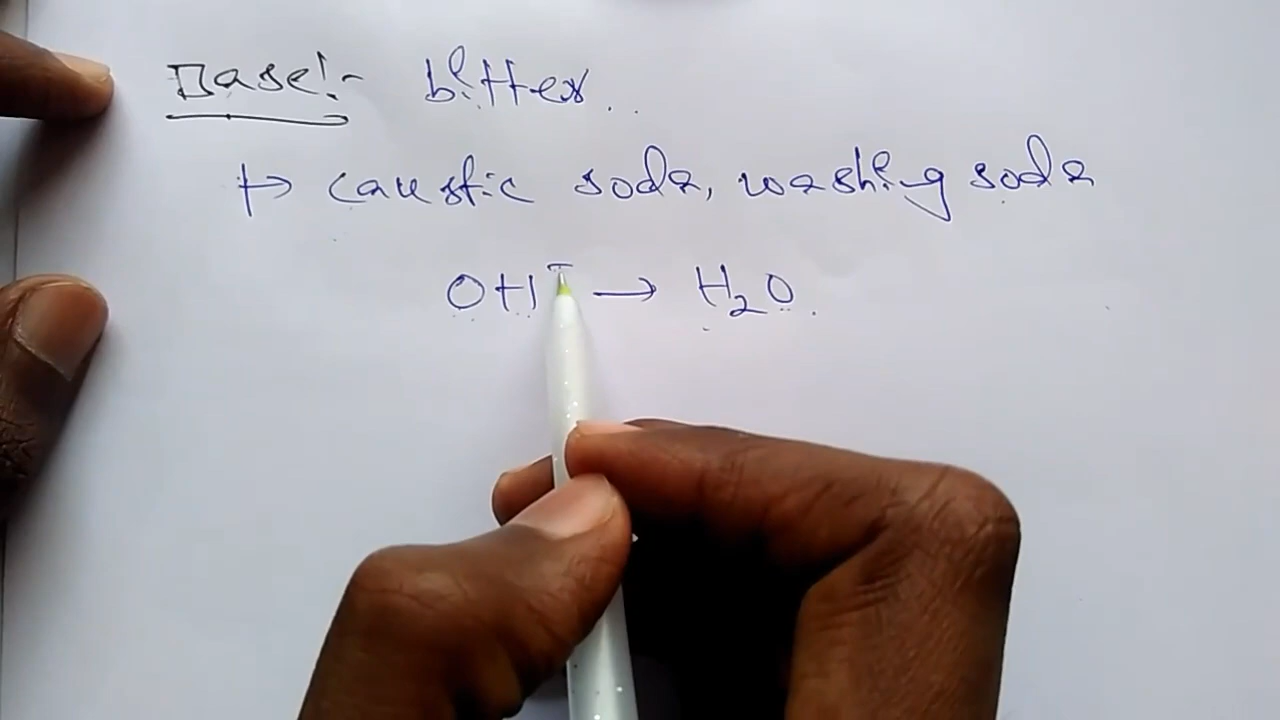 Base:- bitter..
↦ caustic soda, washing soda
OH⁻ → H₂O.